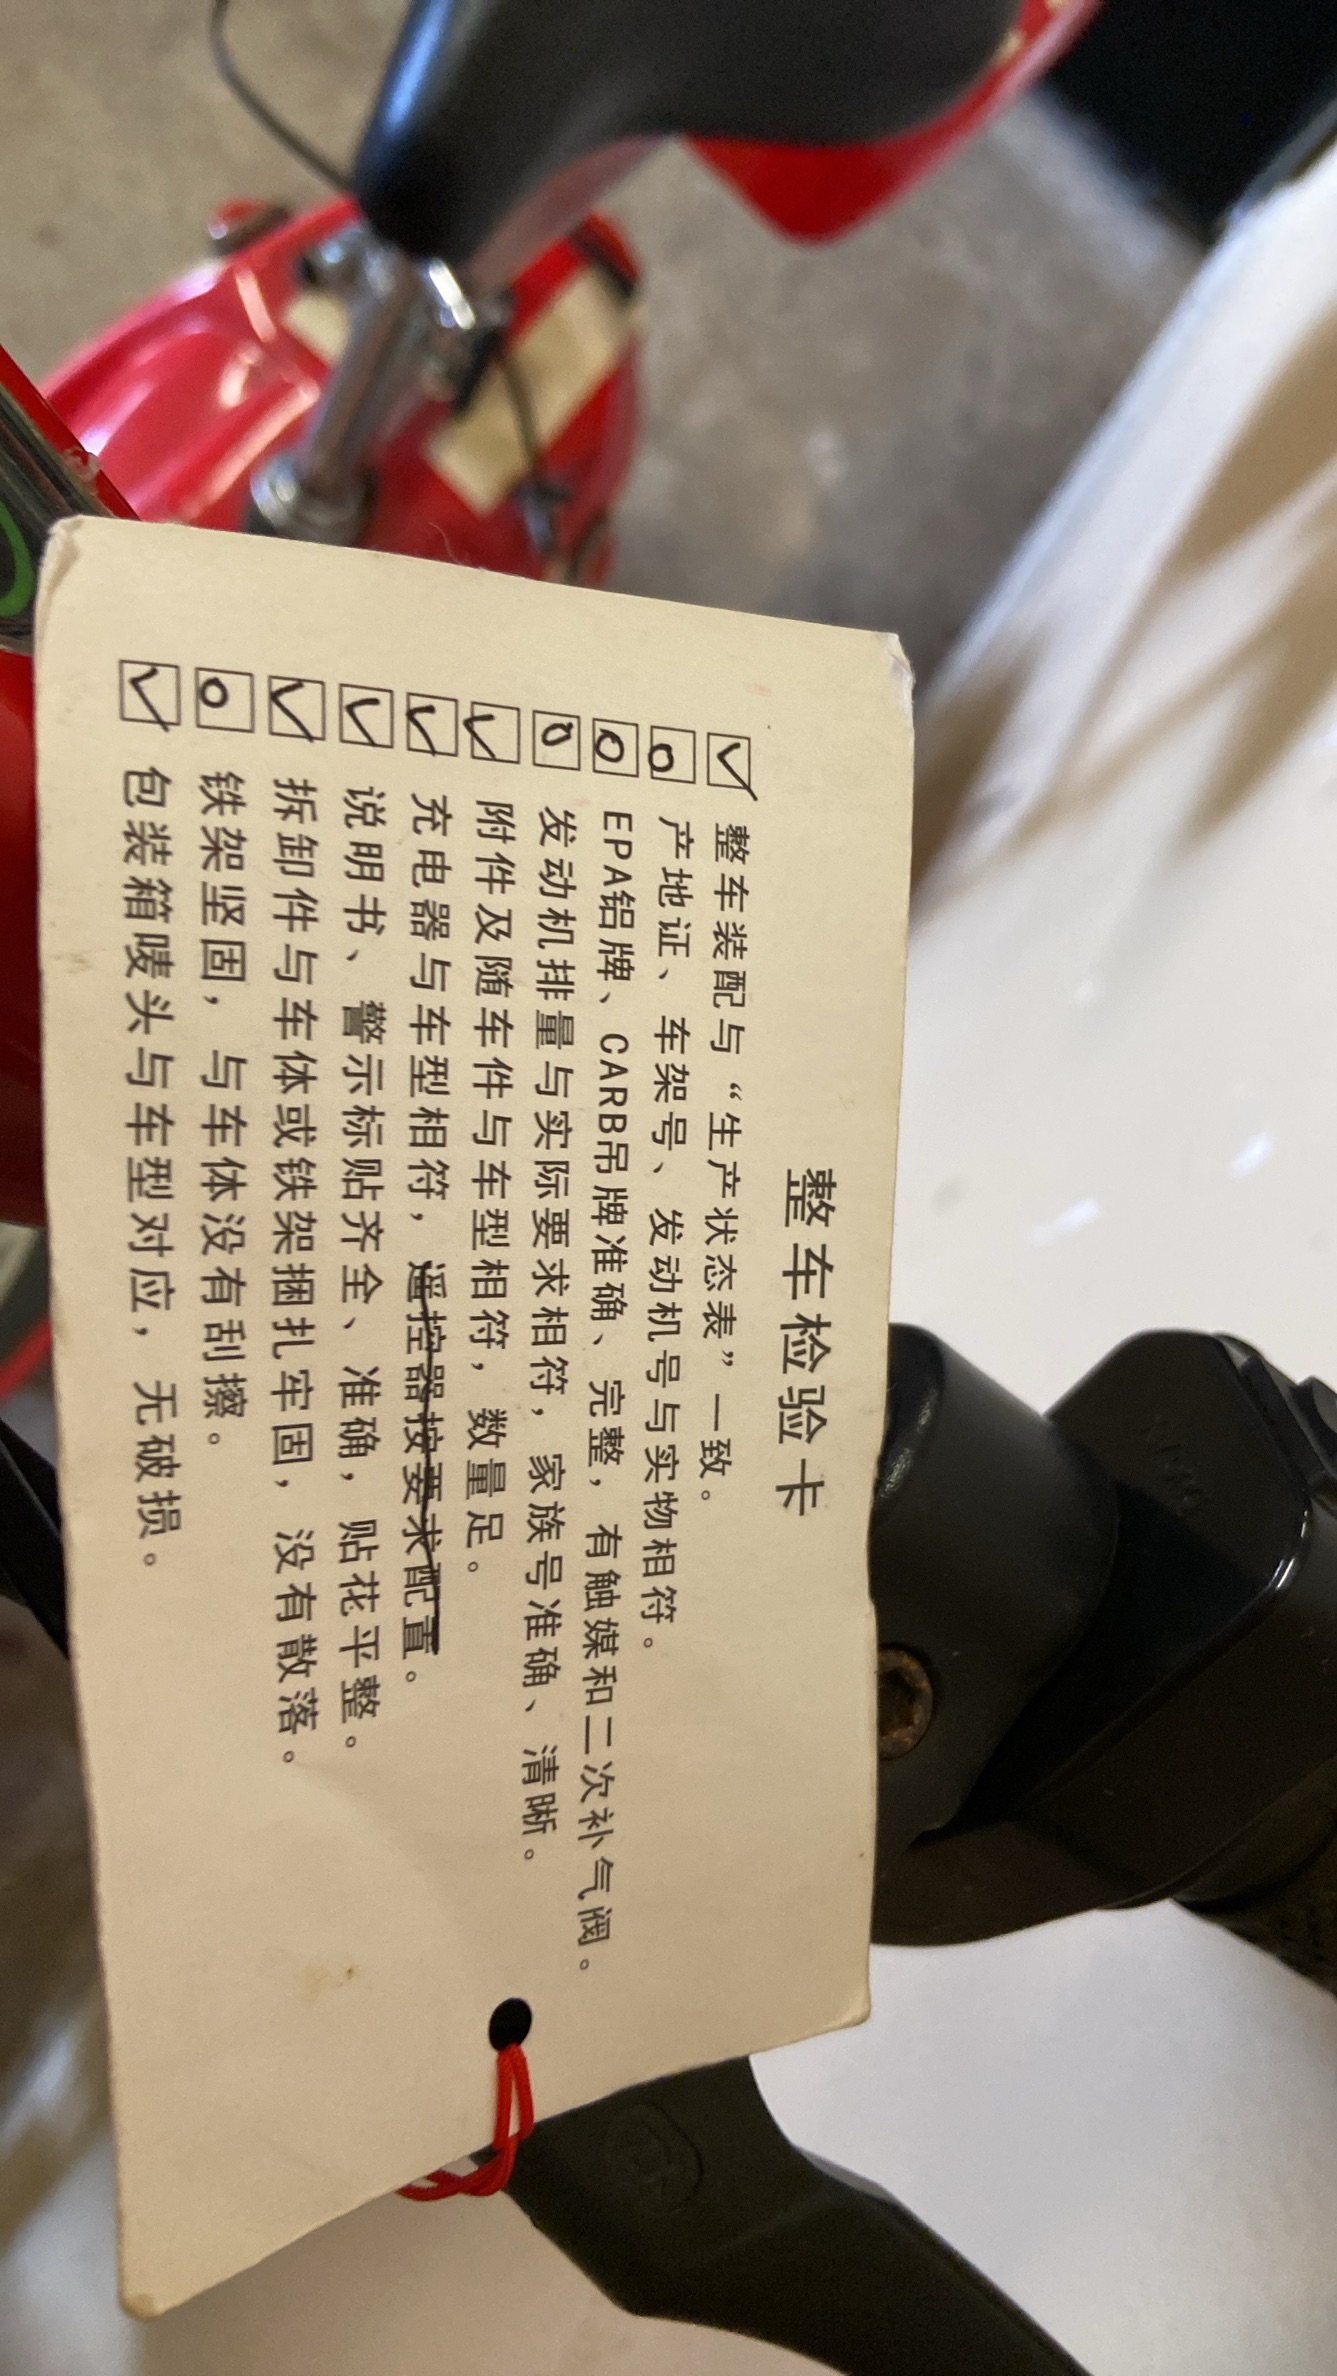 整车检验卡
☑ 整车装配与“生产状态表”一致。
o 产地证、车架号、发动机号与实物相符。
o EPA铝牌、CARB吊牌准确、完整，有触媒和二次补气阀。
o 发动机排量与实际要求相符，家族号准确、清晰。
☑ 附件及随车件与车型相符，数量足。
☑ 充电器与车型相符，遥控器按要求配置。
☑ 说明书、警示标贴齐全、准确，贴花平整。
☑ 拆卸件与车体或铁架捆扎牢固，没有散落。
o 铁架坚固，与车体没有刮擦。
☑ 包装箱唛头与车型对应，无破损。